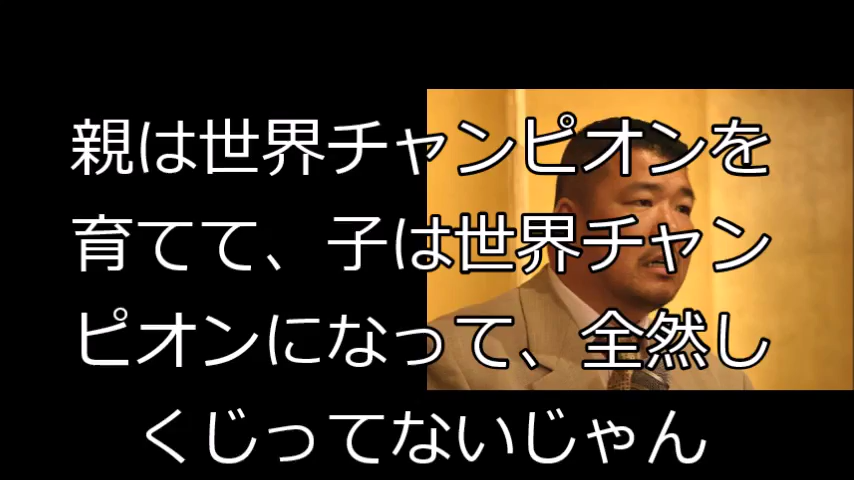 親は世界チャンピオンを
育てて、子は世界チャン
ピオンになって、全然し
くじってないじゃん